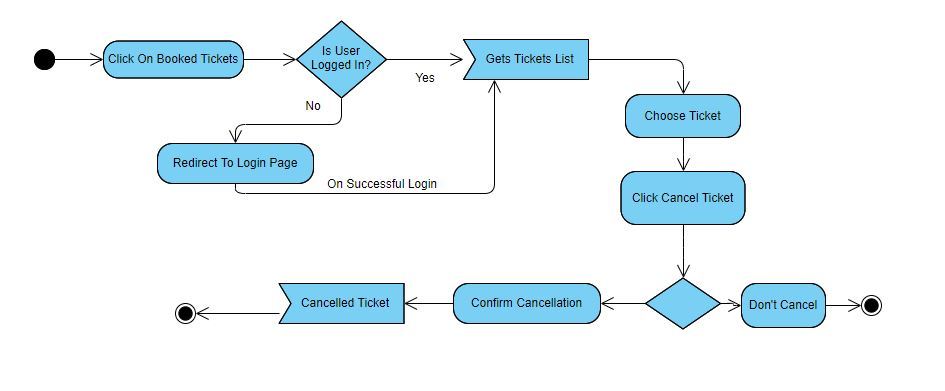 Is User
Logged In?
Click On Booked Tickets
Gets Tickets List
Yes
No
Choose Ticket
Redirect To Login Page
On Successful Login
Click Cancel Ticket
Cancelled Ticket
Confirm Cancellation
Don't Cancel